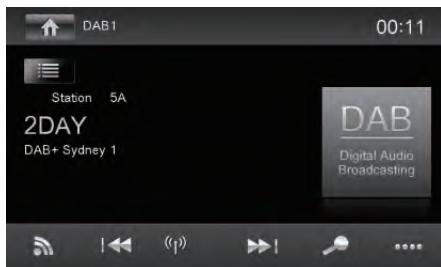 DAB1
00:11
Station 5A
2DAY
DAB+ Sydney 1
DAB
Digital Audio
Broadcasting